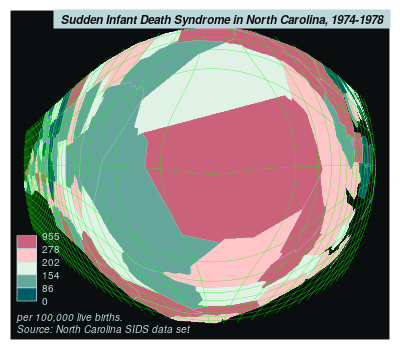 Sudden Infant Death Syndrome in North Carolina, 1974-1978
955
278
202
154
86
0
per 100,000 live births.
Source: North Carolina SIDS data set